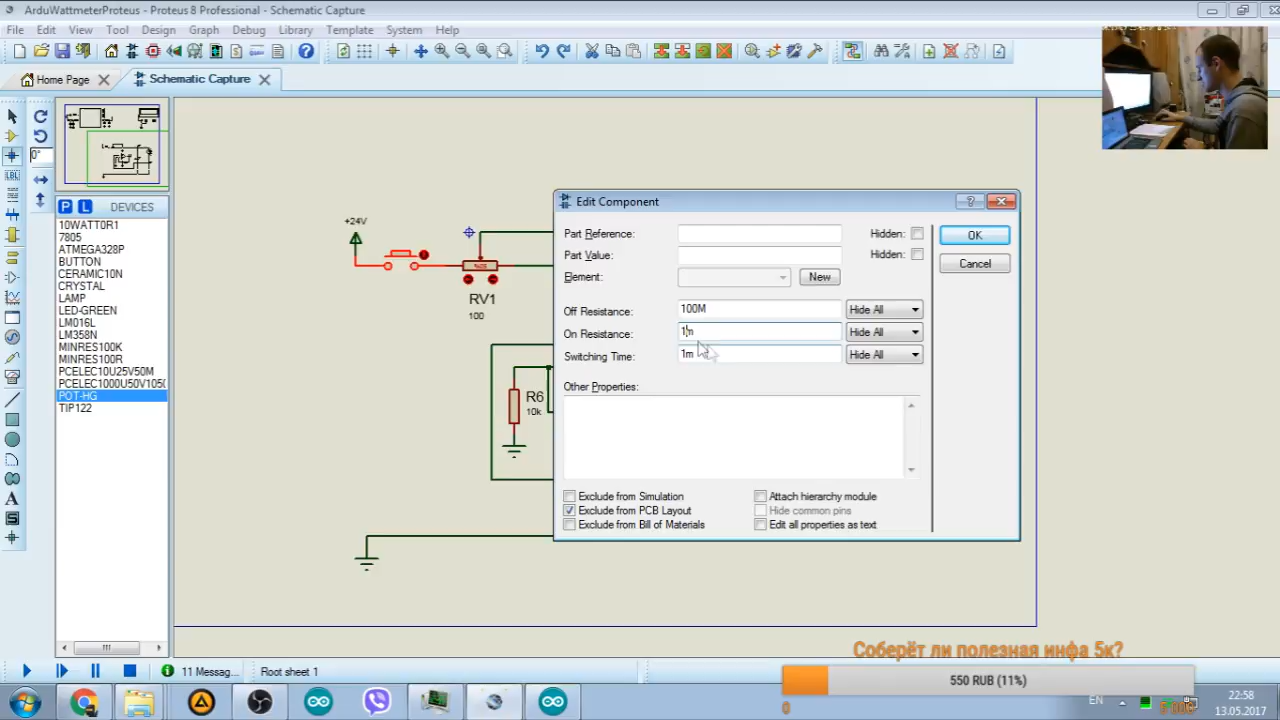 ArduWattmeterProteus - Proteus 8 Professional - Schematic Capture
File Edit View Tool Design Graph Debug Library Template System Help
Home Page
Schematic Capture
0°
LBL
P L DEVICES
10WATT0R1
7805
ATMEGA328P
BUTTON
CERAMIC10N
CRYSTAL
LAMP
LED-GREEN
LM016L
LM358N
MINRES100K
MINRES100R
PCELEC10U25V50M
PCELEC1000U50V105(
POT-HG
TIP122
+24V
RV1
100
R6
10k
Edit Component
Part Reference:
Hidden:
OK
Part Value:
Hidden:
Cancel
Element:
New
Off Resistance:
100M
Hide All
On Resistance:
1m
Hide All
Switching Time:
1m
Hide All
Other Properties:
Exclude from Simulation
Attach hierarchy module
Exclude from PCB Layout
Hide common pins
Exclude from Bill of Materials
Edit all properties as text
11 Messag...
Root sheet 1
Соберёт ли полезная инфа 5к?
550 RUB (11%)
0
EN
22:58
13.05.2017